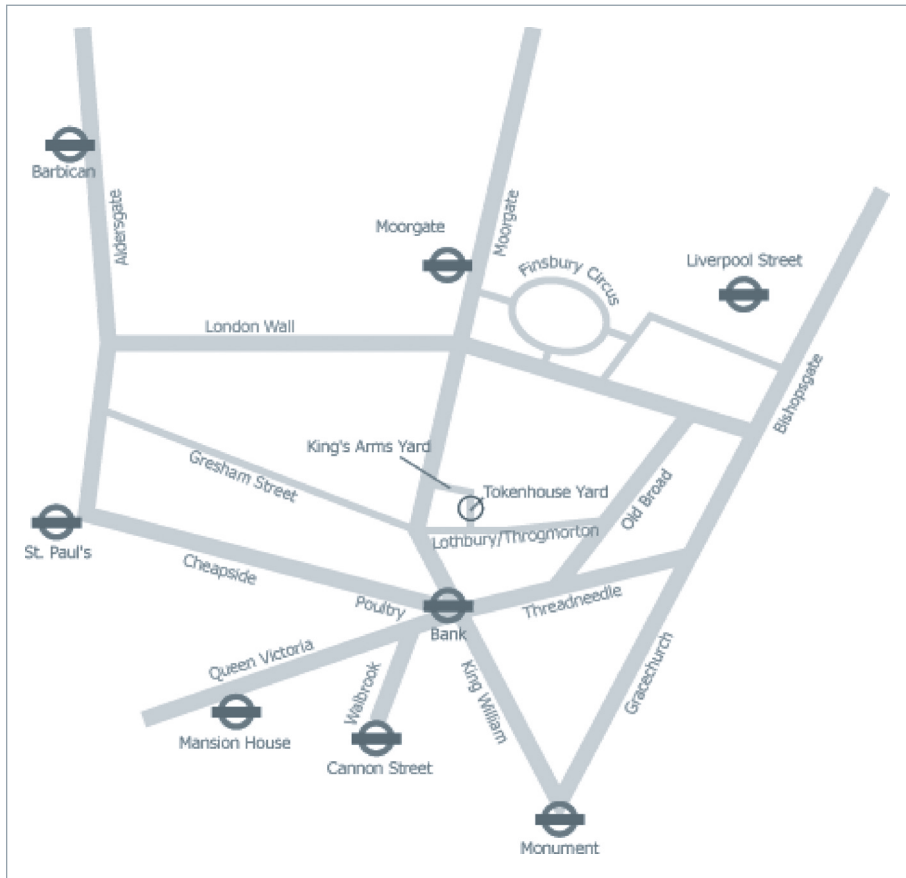 Barbican
Aldersgate
Moorgate
Moorgate
Finsbury Circus
Liverpool Street
London Wall
Bishopsgate
King's Arms Yard
Gresham Street
Tokenhouse Yard
Old Broad
Lothbury/Throgmorton
St. Paul's
Cheapside
Poultry
Threadneedle
Bank
Queen Victoria
Walbrook
King William
Gracechurch
Mansion House
Cannon Street
Monument